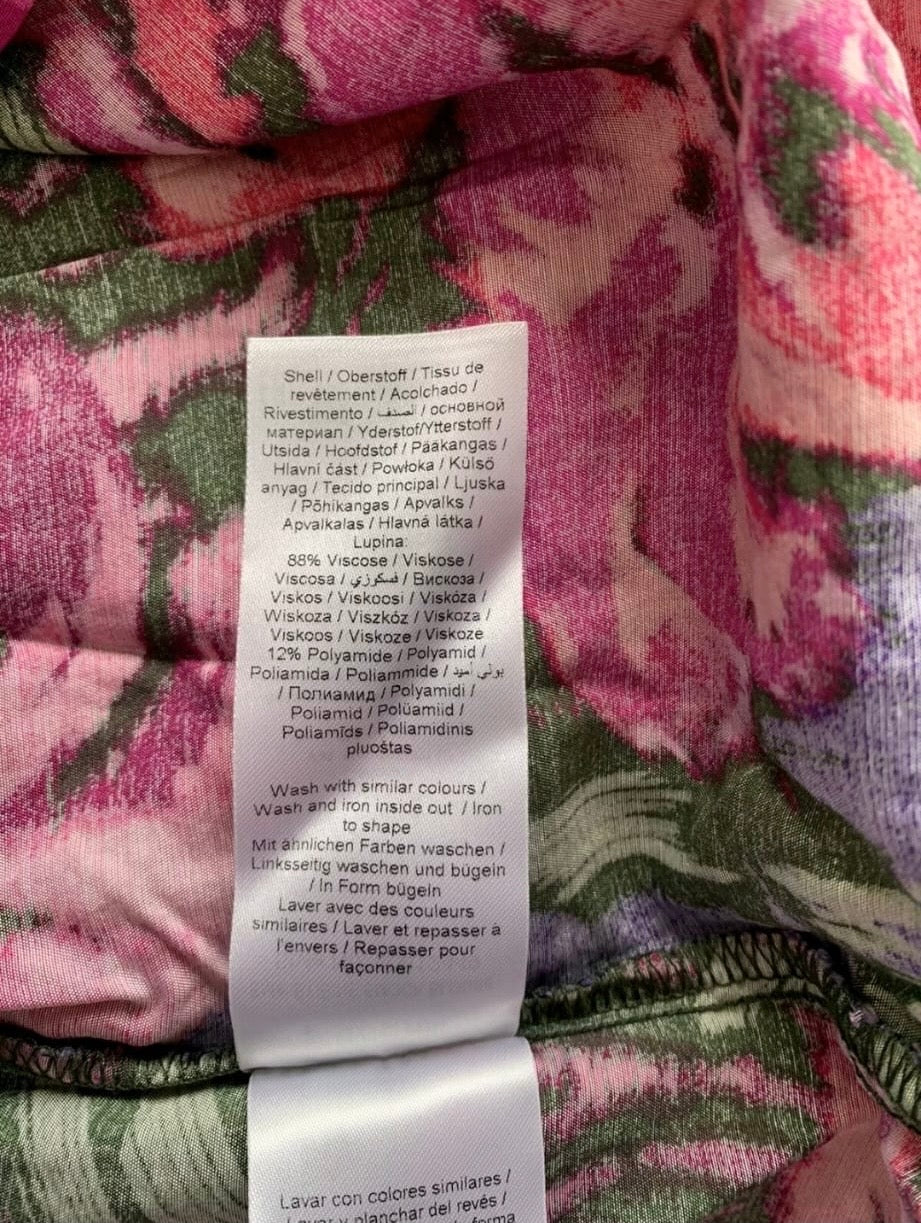 Shell / Oberstoff / Tissu de
revêtement / Acolchado /
Rivestimento / الصدف / основной
материал / Yderstof/Ytterstoff /
Utsida / Hoofdstof / Pääkangas /
Hlavní část / Powłoka / Külső
anyag / Tecido principal / Ljuska
/ Põhikangas / Apvalks /
Apvalkalas / Hlavná látka /
Lupina:
88% Viscose / Viskose /
Viscosa / فسكوزي / Вискоза /
Viskos / Viskoosi / Viskóza /
Wiskoza / Viszkóz / Viskoza /
Viskoos / Viskoze / Viskoze
12% Polyamide / Polyamid /
Poliamida / Poliammide / بولي أميد
/ Полиамид / Polyamidi /
Poliamid / Polüamiid /
Poliamīds / Poliamidinis
pluoštas
Wash with similar colours /
Wash and iron inside out / Iron
to shape
Mit ähnlichen Farben waschen /
Linksseitig waschen und bügeln
/ In Form bügeln
Laver avec des couleurs
similaires / Laver et repasser a
l'envers / Repasser pour
façonner
Lavar con colores similares /
Lavar y planchar del revés /
forma